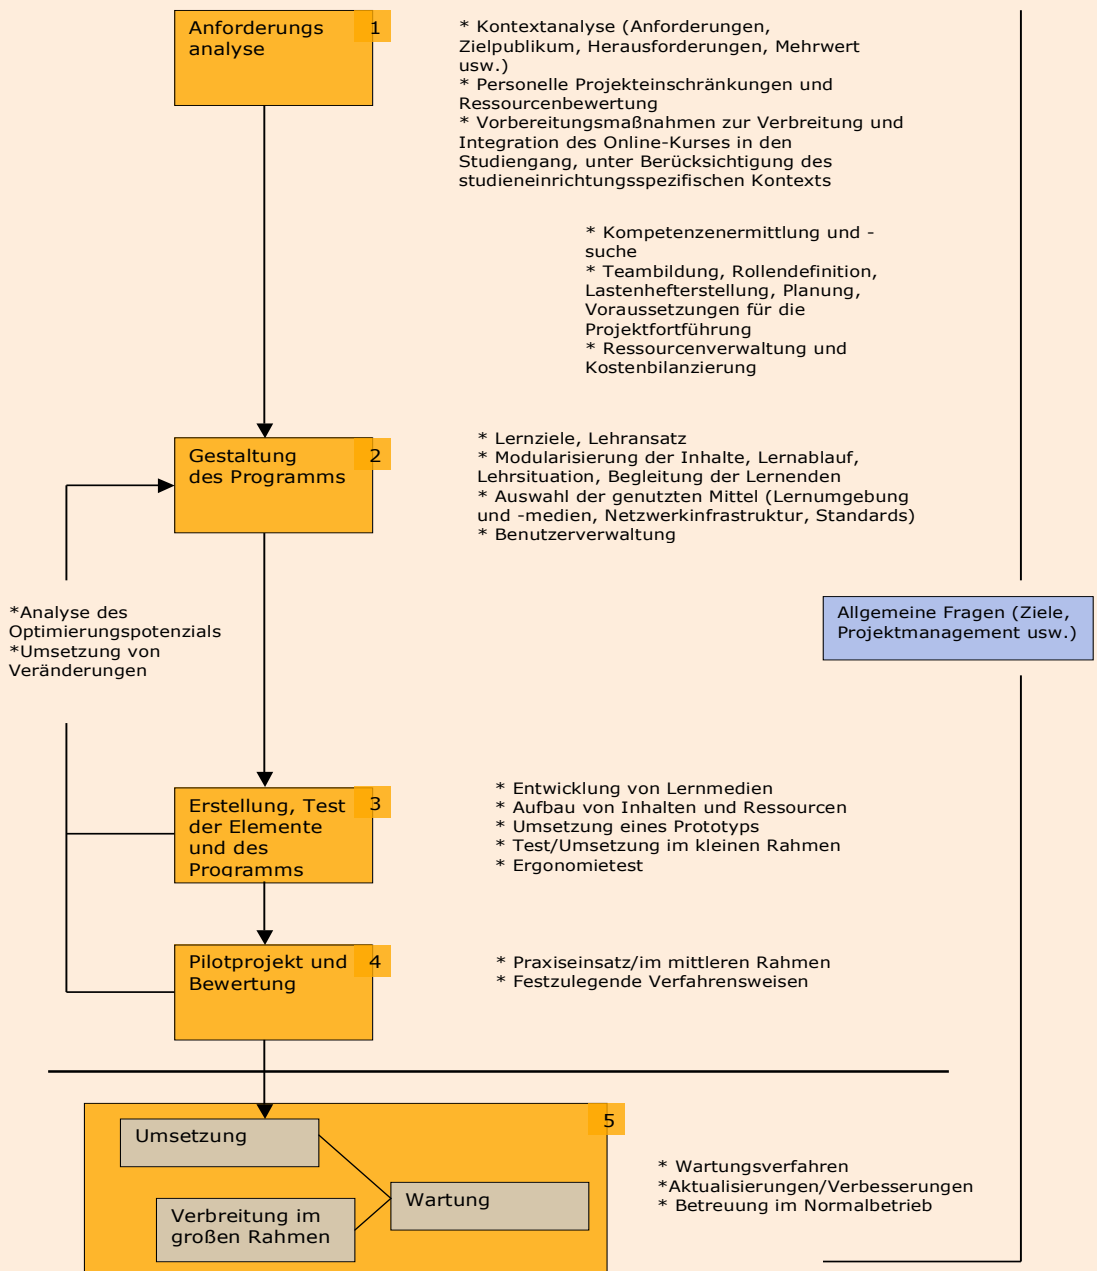 Anforderungs
analyse
1
* Kontextanalyse (Anforderungen,
Zielpublikum, Herausforderungen, Mehrwert
usw.)
* Personelle Projekteinschränkungen und
Ressourcenbewertung
* Vorbereitungsmaßnahmen zur Verbreitung und
Integration des Online-Kurses in den
Studiengang, unter Berücksichtigung des
studieneinrichtungsspezifischen Kontexts
* Kompetenzenermittlung und -
suche
* Teambildung, Rollendefinition,
Lastenhefterstellung, Planung,
Voraussetzungen für die
Projektfortführung
* Ressourcenverwaltung und
Kostenbilanzierung
Gestaltung
des Programms
2
* Lernziele, Lehransatz
* Modularisierung der Inhalte, Lernablauf,
Lehrsituation, Begleitung der Lernenden
* Auswahl der genutzten Mittel (Lernumgebung
und -medien, Netzwerkinfrastruktur, Standards)
* Benutzerverwaltung
*Analyse des
Optimierungspotenzials
*Umsetzung von
Veränderungen
Allgemeine Fragen (Ziele,
Projektmanagement usw.)
Erstellung, Test
der Elemente
und des
Programms
3
* Entwicklung von Lernmedien
* Aufbau von Inhalten und Ressourcen
* Umsetzung eines Prototyps
* Test/Umsetzung im kleinen Rahmen
* Ergonomietest
Pilotprojekt und
Bewertung
4
* Praxiseinsatz/im mittleren Rahmen
* Festzulegende Verfahrensweisen
5
Umsetzung
Wartung
Verbreitung im
großen Rahmen
* Wartungsverfahren
*Aktualisierungen/Verbesserungen
* Betreuung im Normalbetrieb